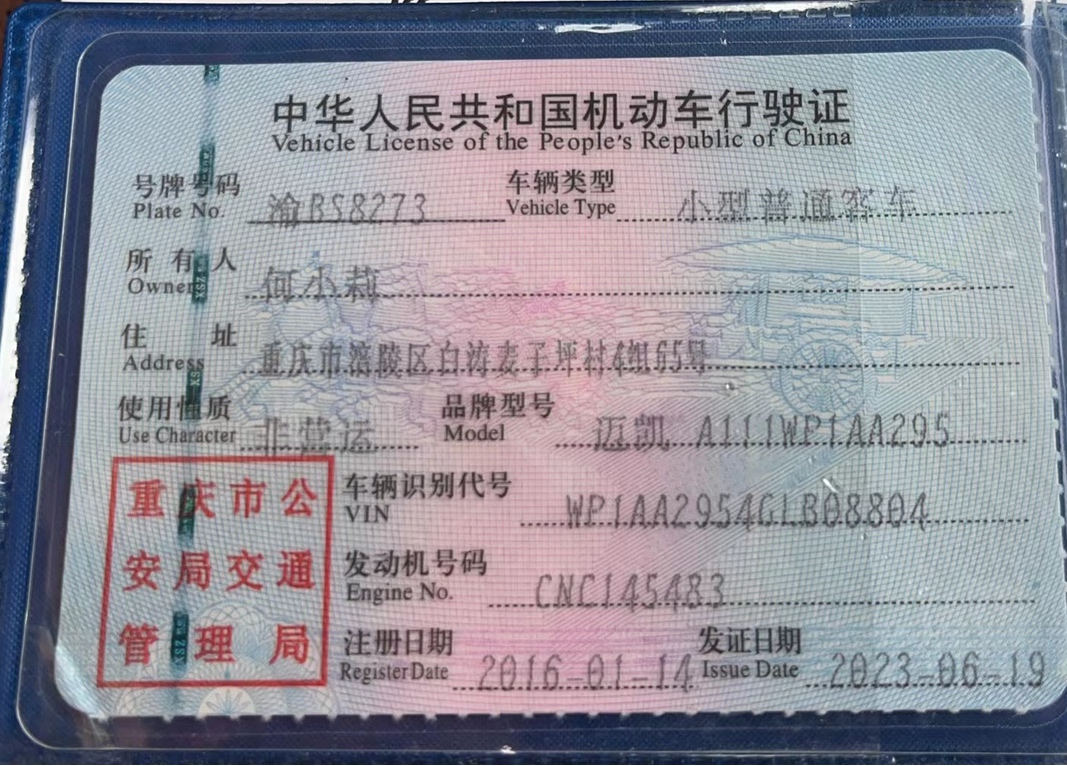 中华人民共和国机动车行驶证
Vehicle License of the People's Republic of China
号牌号码 渝BS8273 车辆类型 小型普通客车
Plate No. Vehicle Type
所有人 何小莉
Owner
住址 重庆市涪陵区白涛麦子坪村4组65号
Address
使用性质 非营运 品牌型号 迈凯 A111WP1AA295
Use Character Model
重庆市公
安局交通
管理局
车辆识别代号 WP1AA2954GLB08804
VIN
发动机号码 CNC145483
Engine No.
注册日期 2016-01-14 发证日期 2023-06-19
Register Date Issue Date